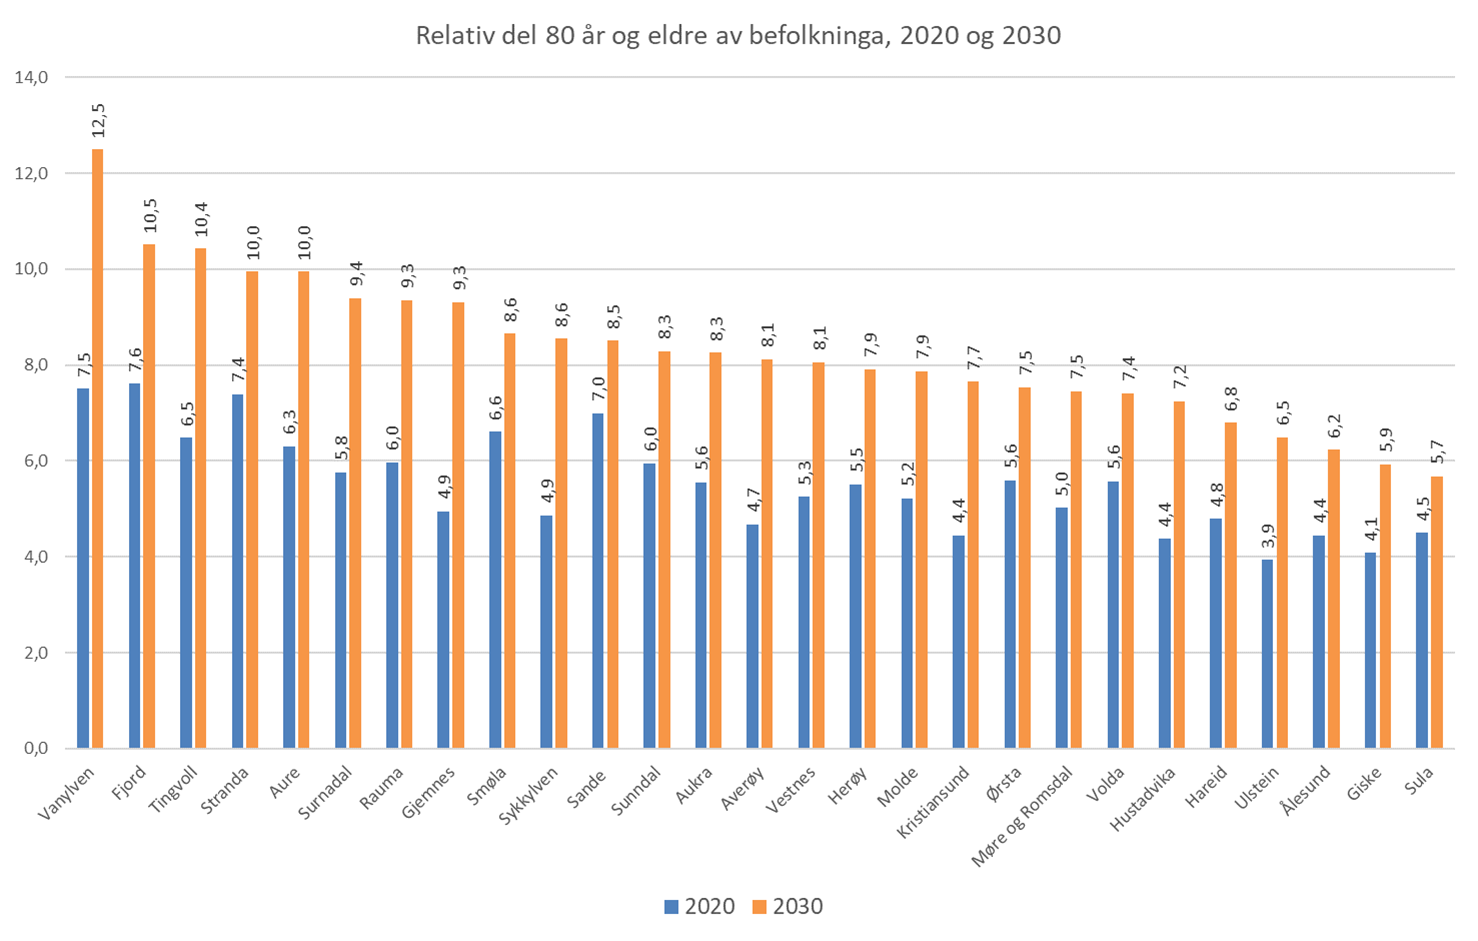 Relativ del 80 år og eldre av befolkninga, 2020 og 2030
14,0
12,0
10,0
8,0
6,0
4,0
2,0
0,0
7,5 12,5
7,6 10,5
6,5 10,4
7,4 10,0
6,3 10,0
5,8 9,4
6,0 9,3
4,9 9,3
6,6 8,6
4,9 8,6
7,0 8,5
6,0 8,3
5,6 8,3
4,7 8,1
5,3 8,1
5,5 7,9
5,2 7,9
4,4 7,7
5,6 7,5
5,0 7,5
5,6 7,4
4,4 7,2
4,8 6,8
3,9 6,5
4,4 6,2
4,1 5,9
4,5 5,7
Vanylven
Fjord
Tingvoll
Stranda
Aure
Surnadal
Rauma
Gjemnes
Smøla
Sykkylven
Sande
Sunndal
Aukra
Averøy
Vestnes
Herøy
Molde
Kristiansund
Ørsta
Møre og Romsdal
Volda
Hustadvika
Hareid
Ulstein
Ålesund
Giske
Sula
2020 2030